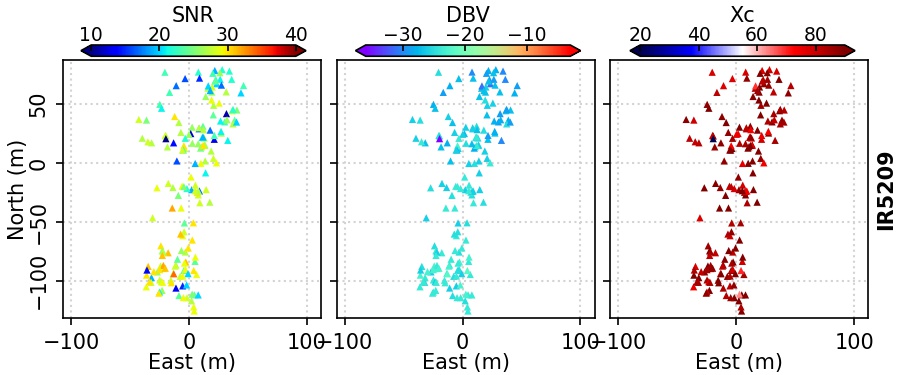 SNR DBV Xc
10 20 30 40 −30 −20 −10 20 40 60 80
50
0
−50
−100
North (m)
IR5209
−100 0 100 −100 0 100 −100 0 100
East (m) East (m) East (m)